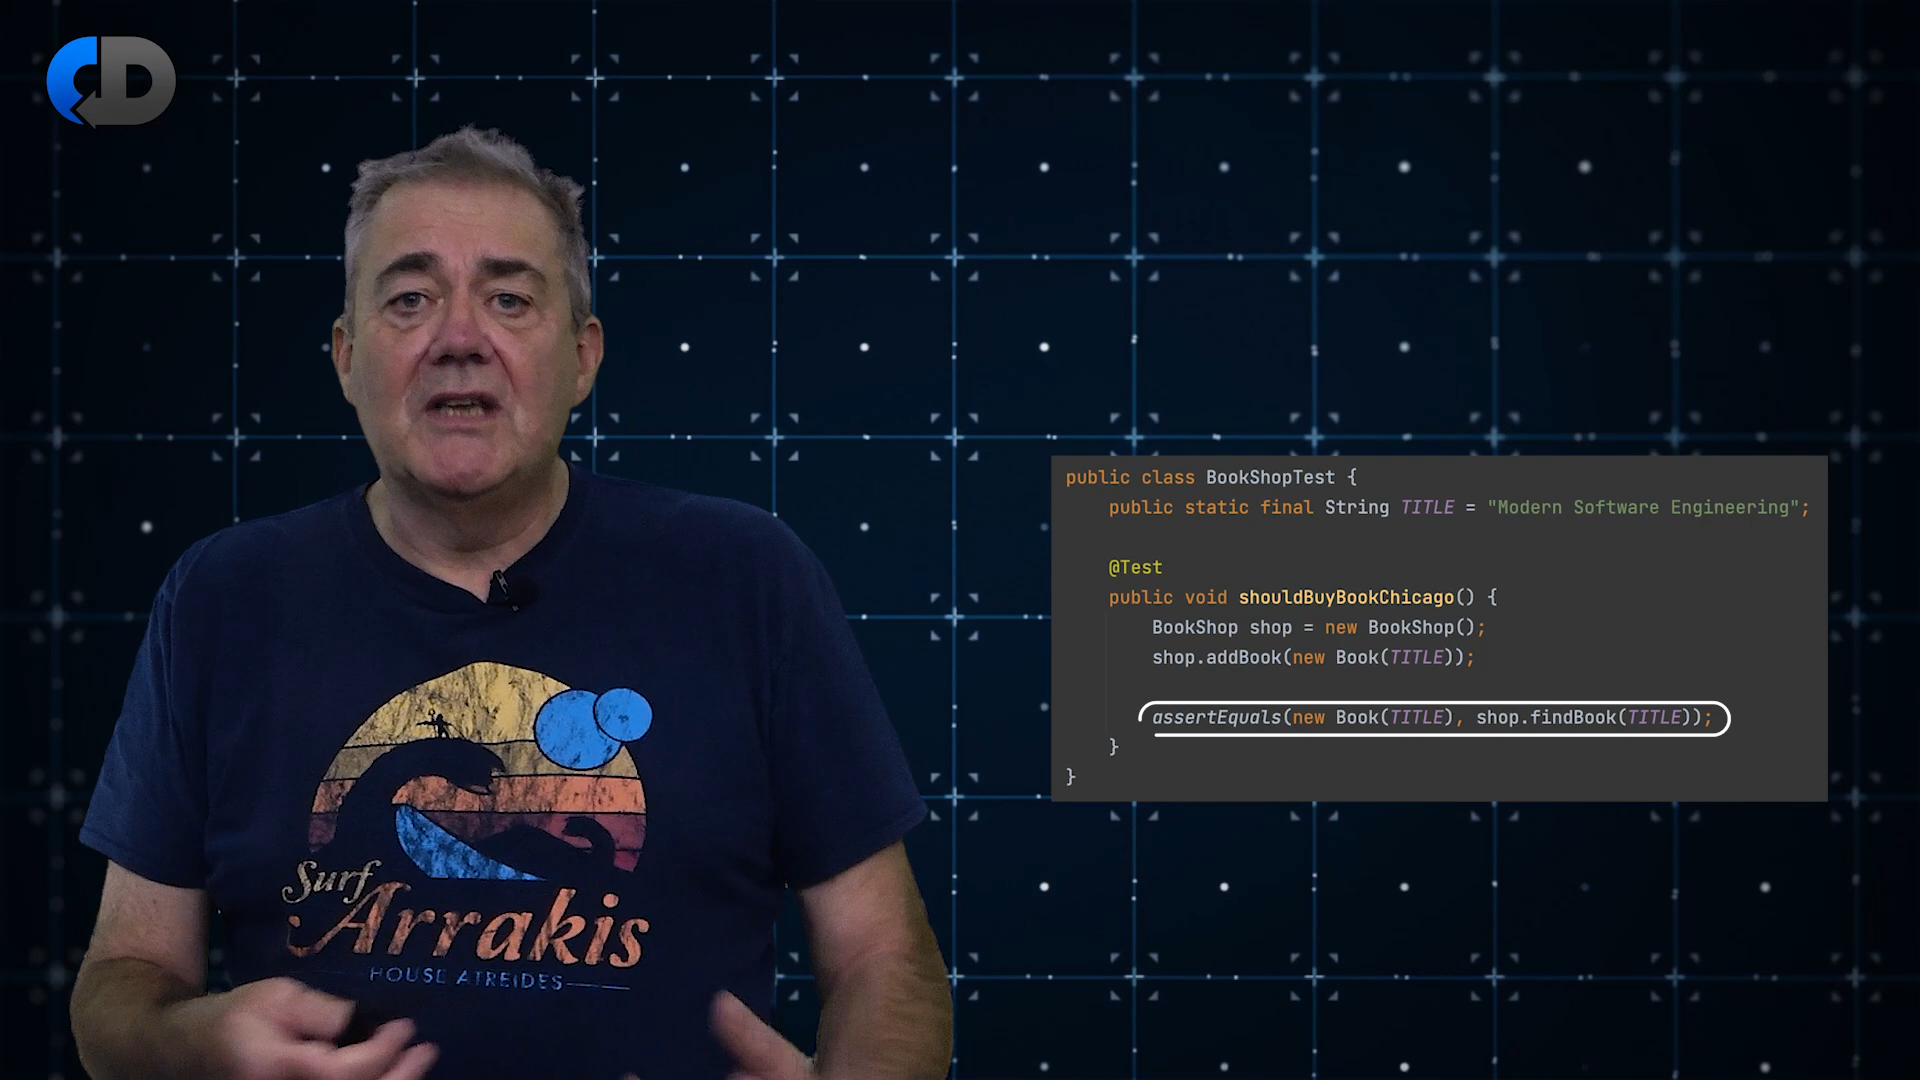 CD
public class BookShopTest {
public static final String TITLE = "Modern Software Engineering";
@Test
public void shouldBuyBookChicago() {
BookShop shop = new BookShop();
shop.addBook(new Book(TITLE));
assertEquals(new Book(TITLE), shop.findBook(TITLE));
}
}
Surf
Arrakis
HOUSE ATREIDES